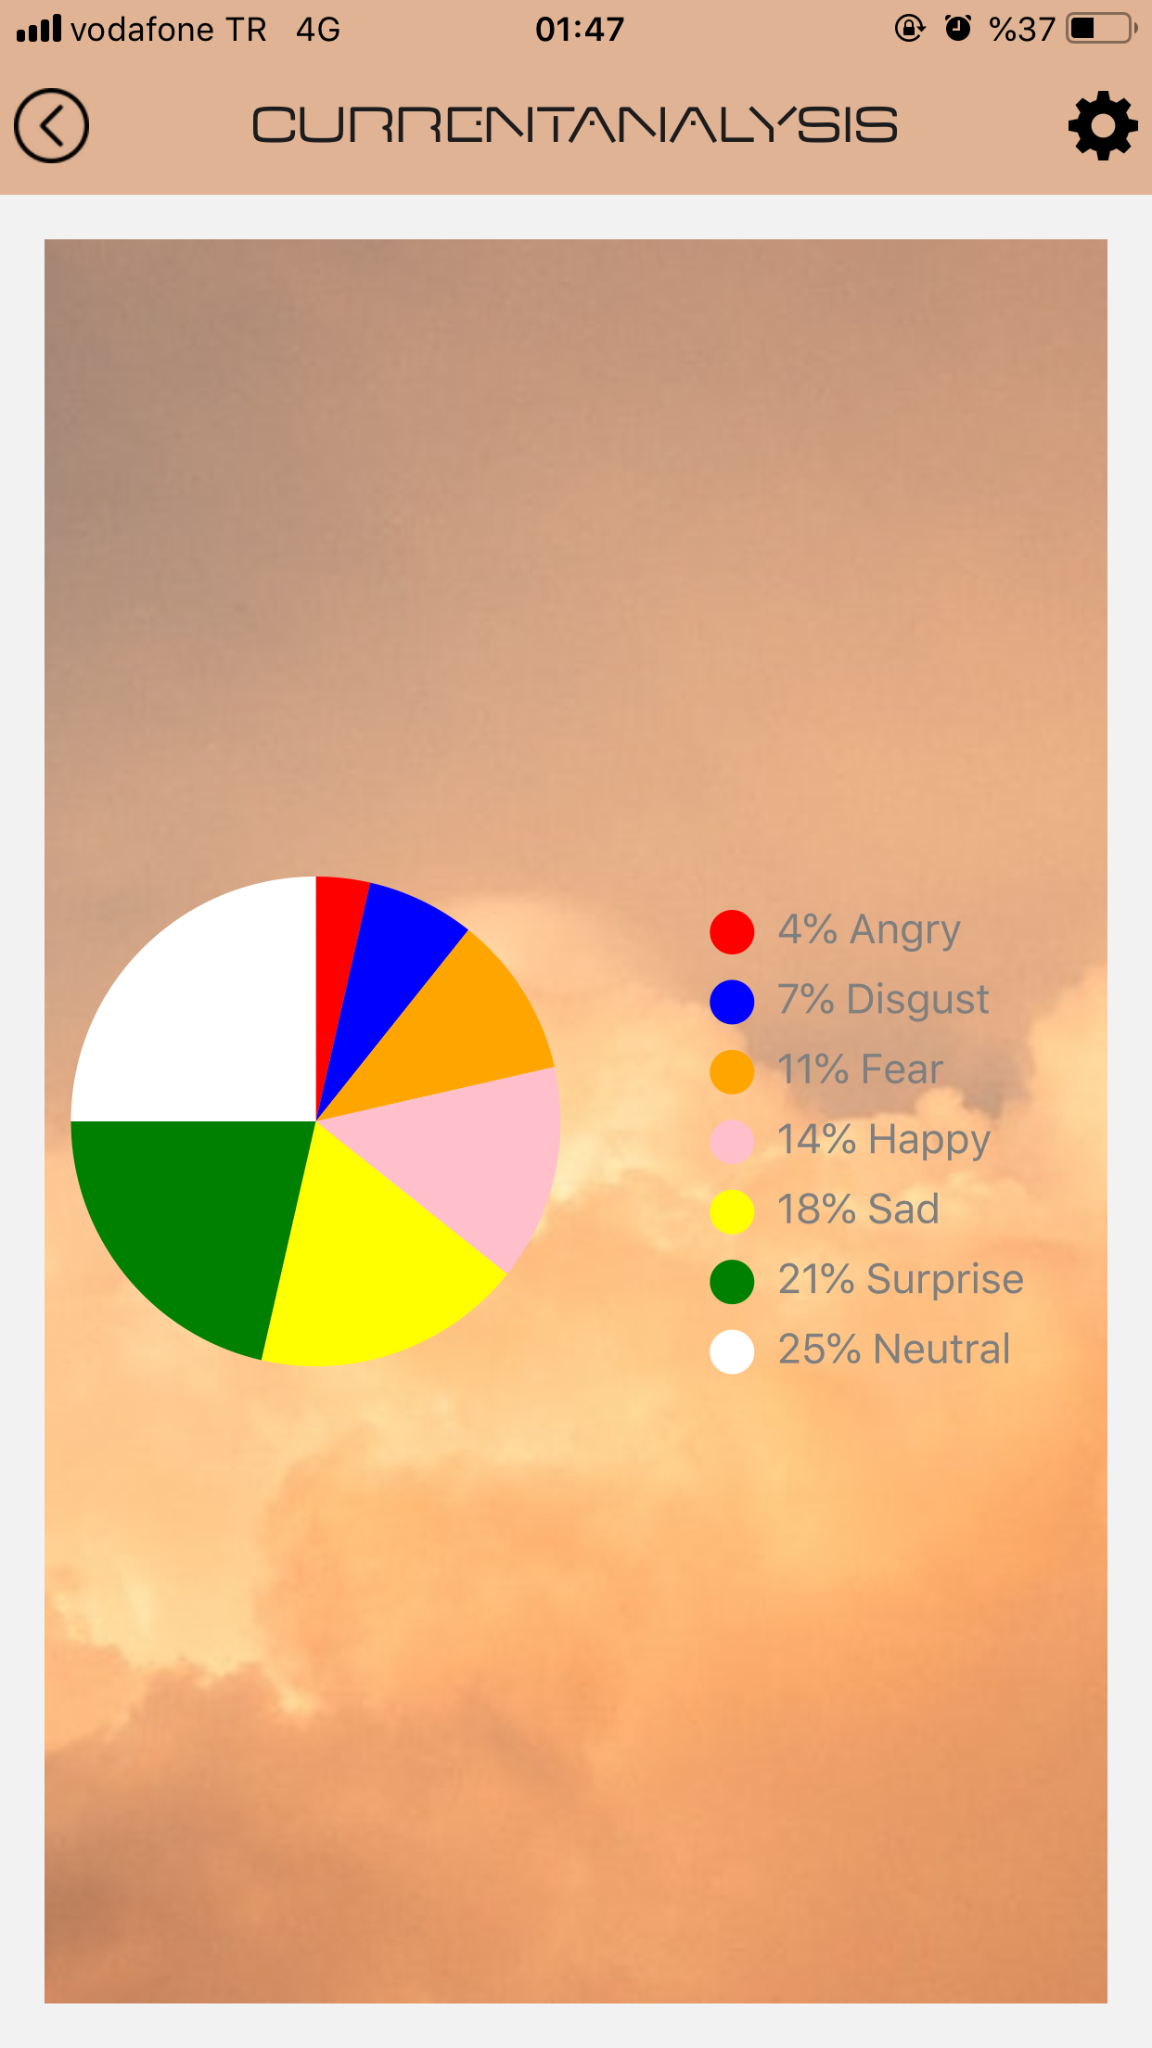 vodafone TR 4G 01:47 %37
CURRENTANALYSIS
4% Angry
7% Disgust
11% Fear
14% Happy
18% Sad
21% Surprise
25% Neutral